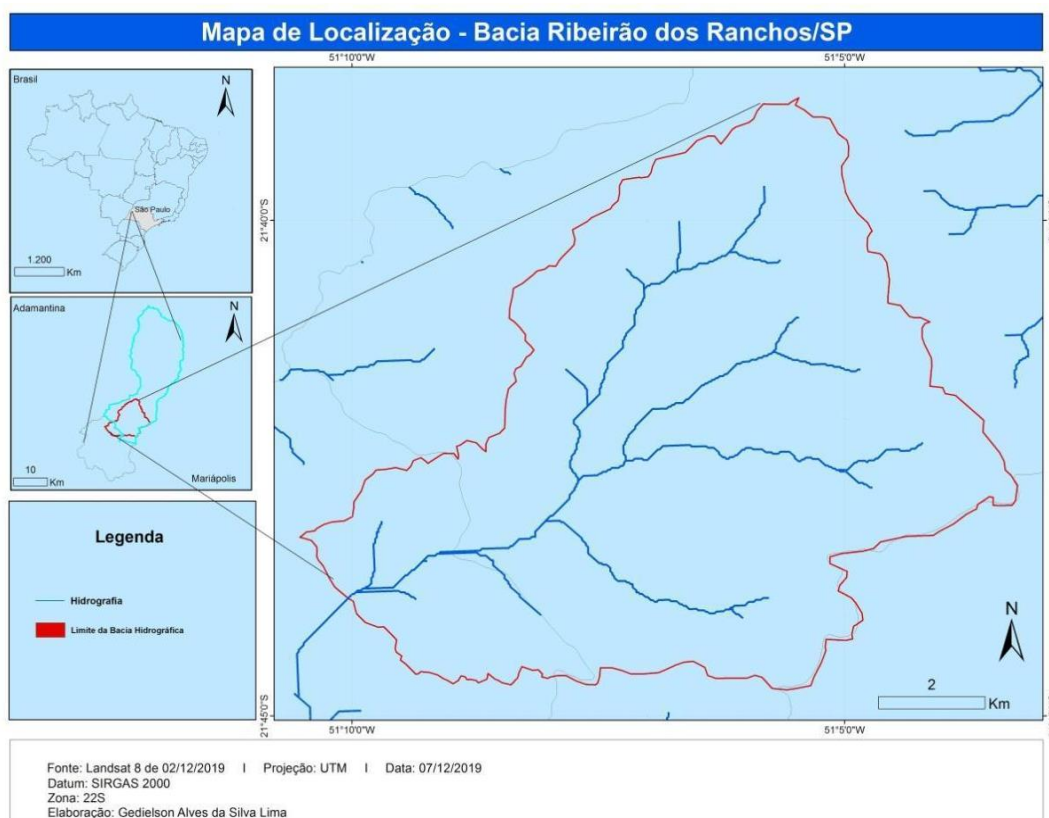 Mapa de Localização - Bacia Ribeirão dos Ranchos/SP
51°10'0"W
51°5'0"W
Brasil
N
São Paulo
1.200
Km
Adamantina
N
10
Km
Mariápolis
21°40'0"S
21°45'0"S
Legenda
Hidrografia
Limite da Bacia Hidrográfica
N
2
Km
51°10'0"W
51°5'0"W
Fonte: Landsat 8 de 02/12/2019 I Projeção: UTM I Data: 07/12/2019
Datum: SIRGAS 2000
Zona: 22S
Elaboração: Gedielson Alves da Silva Lima